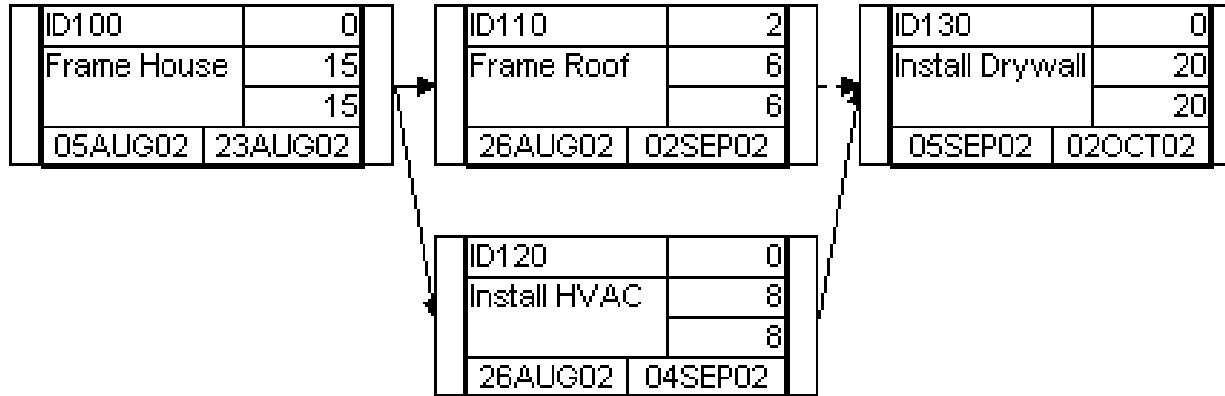 ID100 0
Frame House 15
15
05AUG02 23AUG02
ID110 2
Frame Roof 6
6
26AUG02 02SEP02
ID130 0
Install Drywall 20
20
05SEP02 02OCT02
ID120 0
Install HVAC 8
8
26AUG02 04SEP02